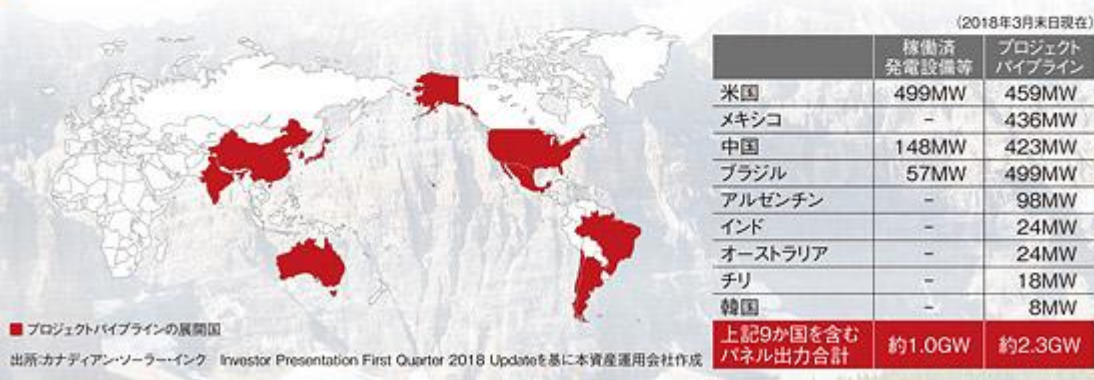 (2018年3月末日現在)
稼働済 プロジェクト
発電設備等 パイプライン
米国 499MW 459MW
メキシコ - 436MW
中国 148MW 423MW
ブラジル 57MW 499MW
アルゼンチン - 98MW
インド - 24MW
オーストラリア - 24MW
チリ - 18MW
韓国 - 8MW
上記9か国を含む
パネル出力合計 約1.0GW 約2.3GW
プロジェクトパイプラインの展開国
出所:カナディアン・ソーラー・インク Investor Presentation First Quarter 2018 Updateを基に本資産運用会社作成